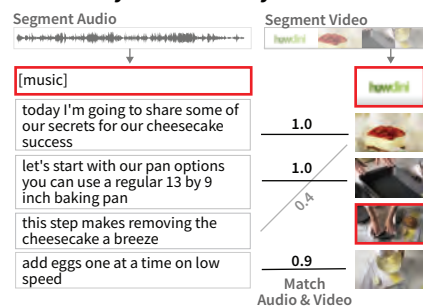 Segment Audio
Segment Video
howdini
[music]
howdini
today I'm going to share some of
our secrets for our cheesecake
success
1.0
let's start with our pan options
you can use a regular 13 by 9
inch baking pan
1.0
0.4
this step makes removing the
cheesecake a breeze
add eggs one at a time on low
speed
0.9
Match
Audio & Video